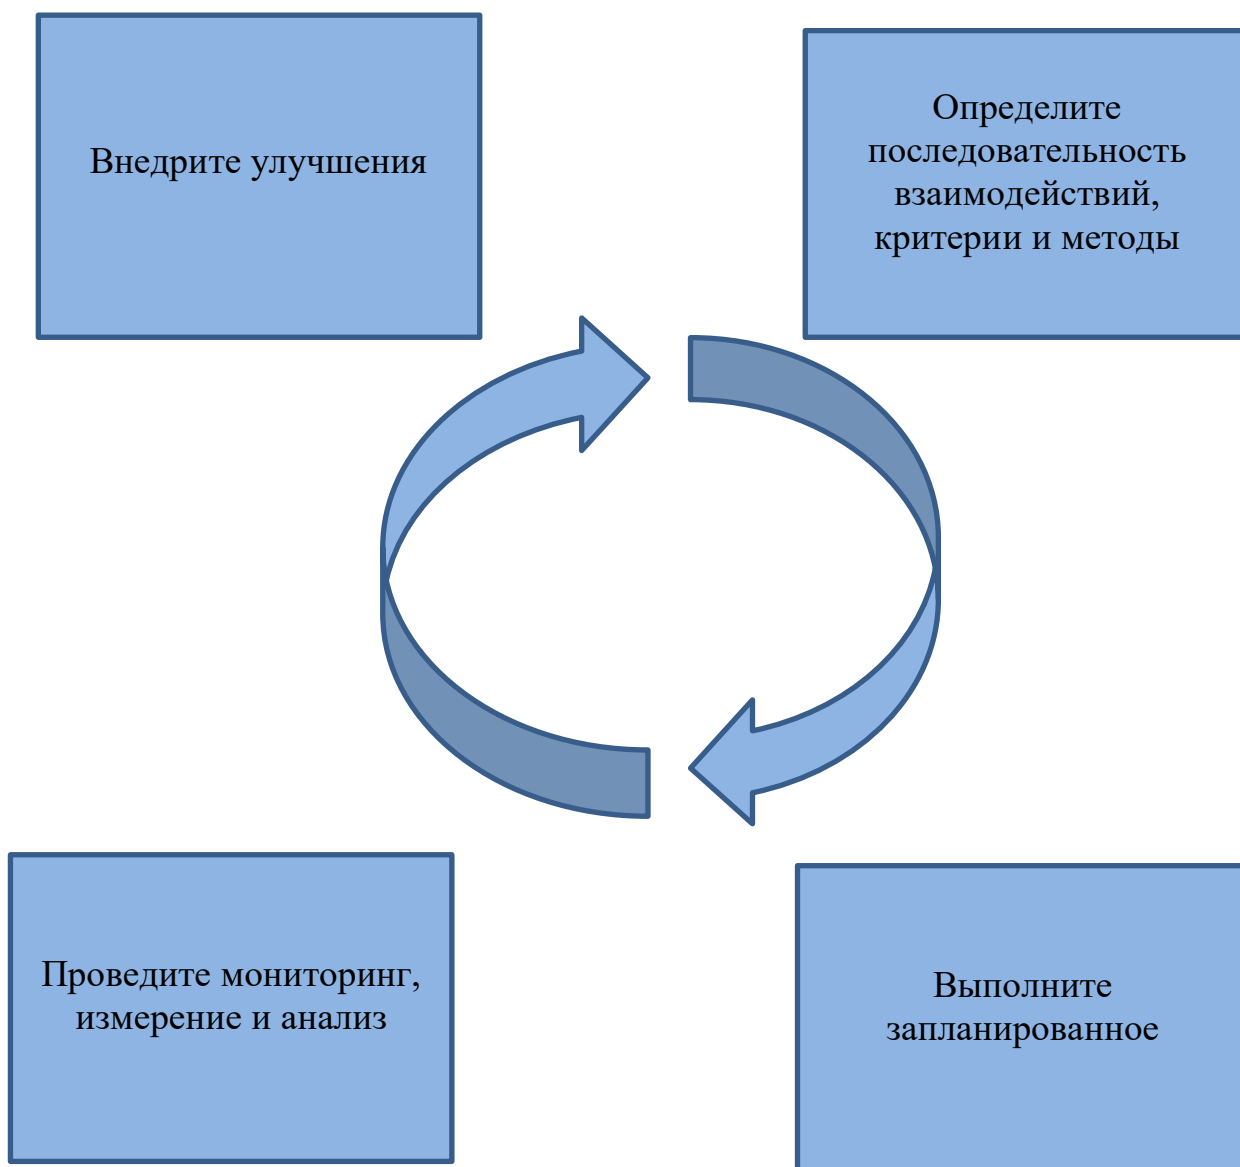 Внедрите улучшения
Определите
последовательность
взаимодействий,
критерии и методы
Проведите мониторинг,
измерение и анализ
Выполните
запланированное